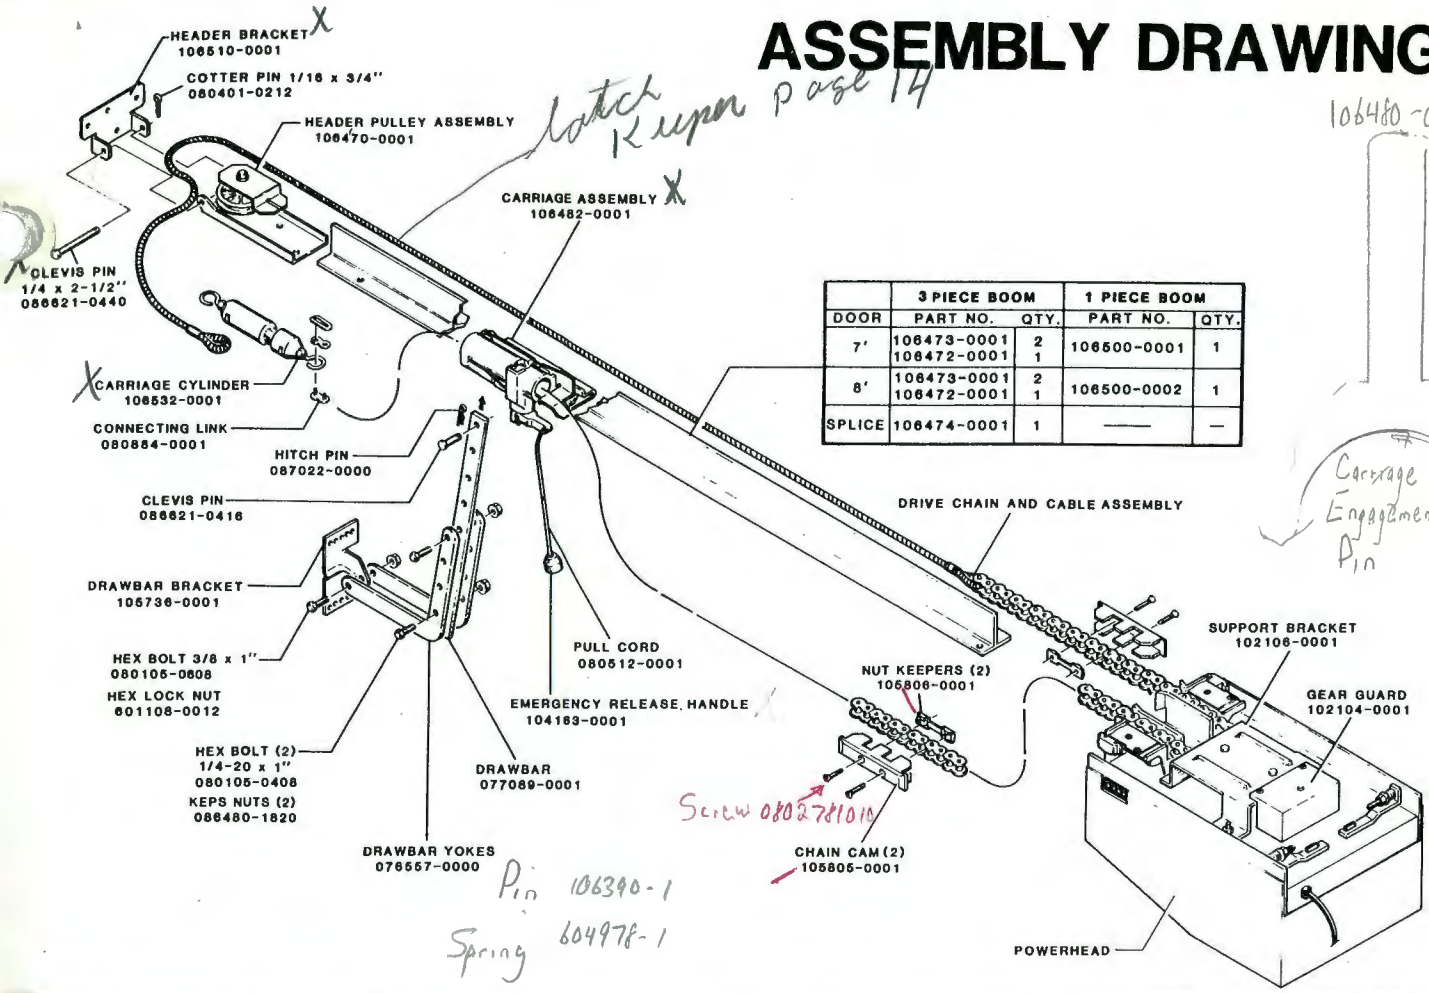 ASSEMBLY DRAWING
HEADER BRACKET X
106510-0001
COTTER PIN 1/16 x 3/4"
080401-0212
HEADER PULLEY ASSEMBLY
106470-0001
Latch
Keeper page 14
106480-0
CARRIAGE ASSEMBLY X
106482-0001
CLEVIS PIN
1/4 x 2-1/2"
086621-0440
3 PIECE BOOM 1 PIECE BOOM
DOOR PART NO. QTY. PART NO. QTY.
7' 106473-0001 2 106500-0001 1
106472-0001 1
8' 106473-0001 2 106500-0002 1
106472-0001 1
SPLICE 106474-0001 1 — —
X CARRIAGE CYLINDER
106532-0001
CONNECTING LINK
080884-0001
HITCH PIN
087022-0000
CLEVIS PIN
086621-0416
DRIVE CHAIN AND CABLE ASSEMBLY
Carrage
Engagemen
Pin
DRAWBAR BRACKET
105736-0001
HEX BOLT 3/8 x 1"
080105-0608
HEX LOCK NUT
601108-0012
PULL CORD
080512-0001
EMERGENCY RELEASE, HANDLE X
104163-0001
NUT KEEPERS (2)
105806-0001
SUPPORT BRACKET
102106-0001
GEAR GUARD
102104-0001
HEX BOLT (2)
1/4-20 x 1"
080105-0408
KEPS NUTS (2)
086480-1820
DRAWBAR
077089-0001
Screw 0802781010
DRAWBAR YOKES
076557-0000
CHAIN CAM (2)
105805-0001
Pin 106390-1
Spring 604978-1
POWERHEAD